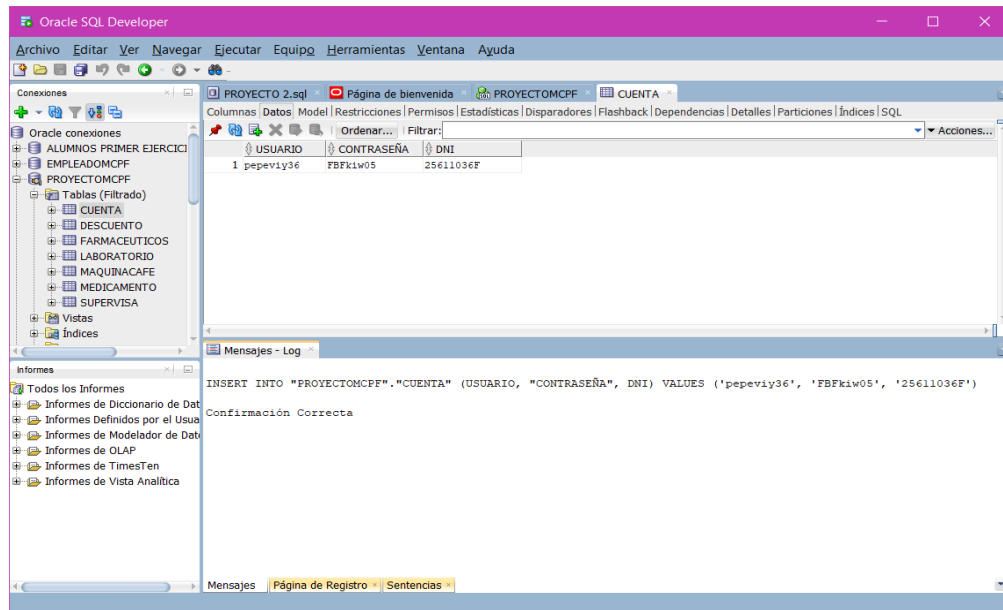 Oracle SQL Developer
Archivo Editar Ver Navegar Ejecutar Equipo Herramientas Ventana Ayuda
Conexiones
Oracle conexiones
ALUMNOS PRIMER EJERCICI
EMPLEADOMCPF
PROYECTOMCPF
Tablas (Filtrado)
CUENTA
DESCUENTO
FARMACEUTICOS
LABORATORIO
MAQUINACAFE
MEDICAMENTO
SUPERVISA
Vistas
Índices
Informes
Todos los Informes
Informes de Diccionario de Dat
Informes Definidos por el Usua
Informes de Modelador de Dat
Informes de OLAP
Informes de TimesTen
Informes de Vista Analítica
PROYECTO 2.sql Página de bienvenida PROYECTOMCPF CUENTA
Columnas Datos Model Restricciones Permisos Estadísticas Disparadores Flashback Dependencias Detalles Particiones Índices SQL
Ordenar... Filtrar: Acciones...
USUARIO CONTRASEÑA DNI
1 pepeviy36 FBFkiw05 25611036F
Mensajes - Log
INSERT INTO "PROYECTOMCPF"."CUENTA" (USUARIO, "CONTRASEÑA", DNI) VALUES ('pepeviy36', 'FBFkiw05', '25611036F')
Confirmación Correcta
Mensajes Página de Registro Sentencias